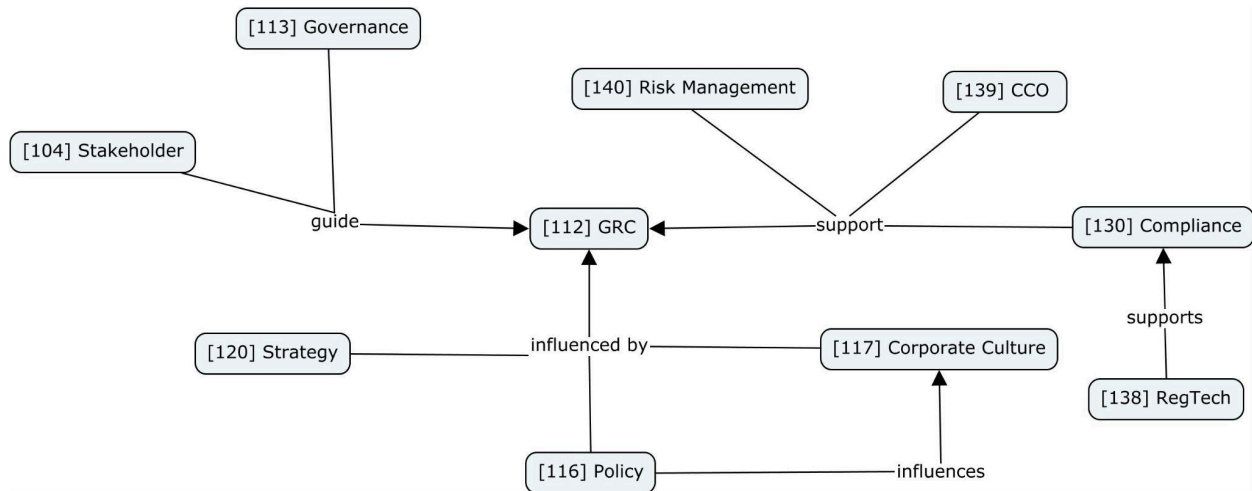 [113] Governance
[140] Risk Management
[139] CCO
[104] Stakeholder
guide
[112] GRC
support
[130] Compliance
supports
[120] Strategy
influenced by
[117] Corporate Culture
[138] RegTech
[116] Policy
influences